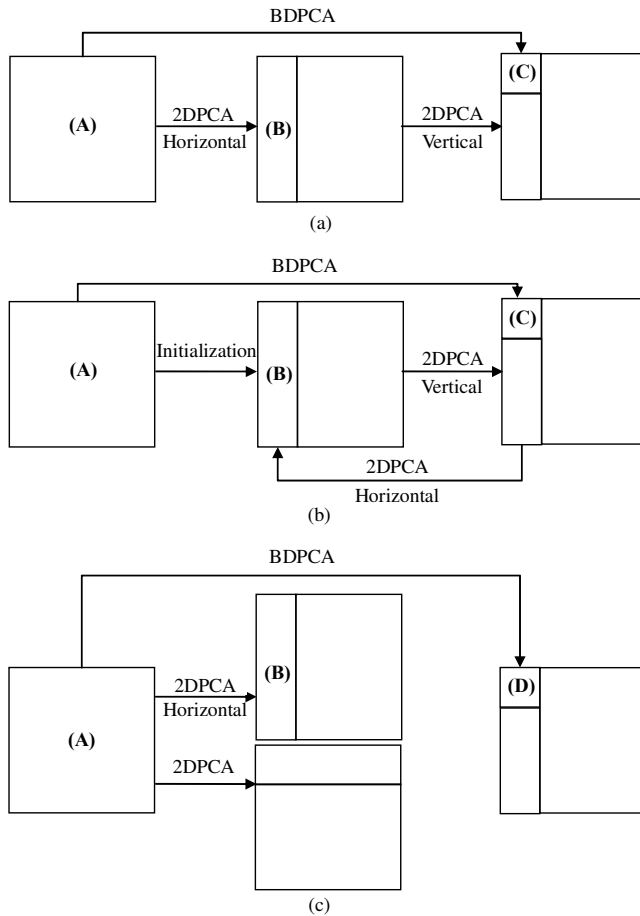 BDPCA
(A)
2DPCA
Horizontal
(B)
2DPCA
Vertical
(C)
(a)
BDPCA
(A)
Initialization
(B)
2DPCA
Vertical
(C)
2DPCA
Horizontal
(b)
BDPCA
(A)
2DPCA
Horizontal
(B)
2DPCA
(D)
(c)